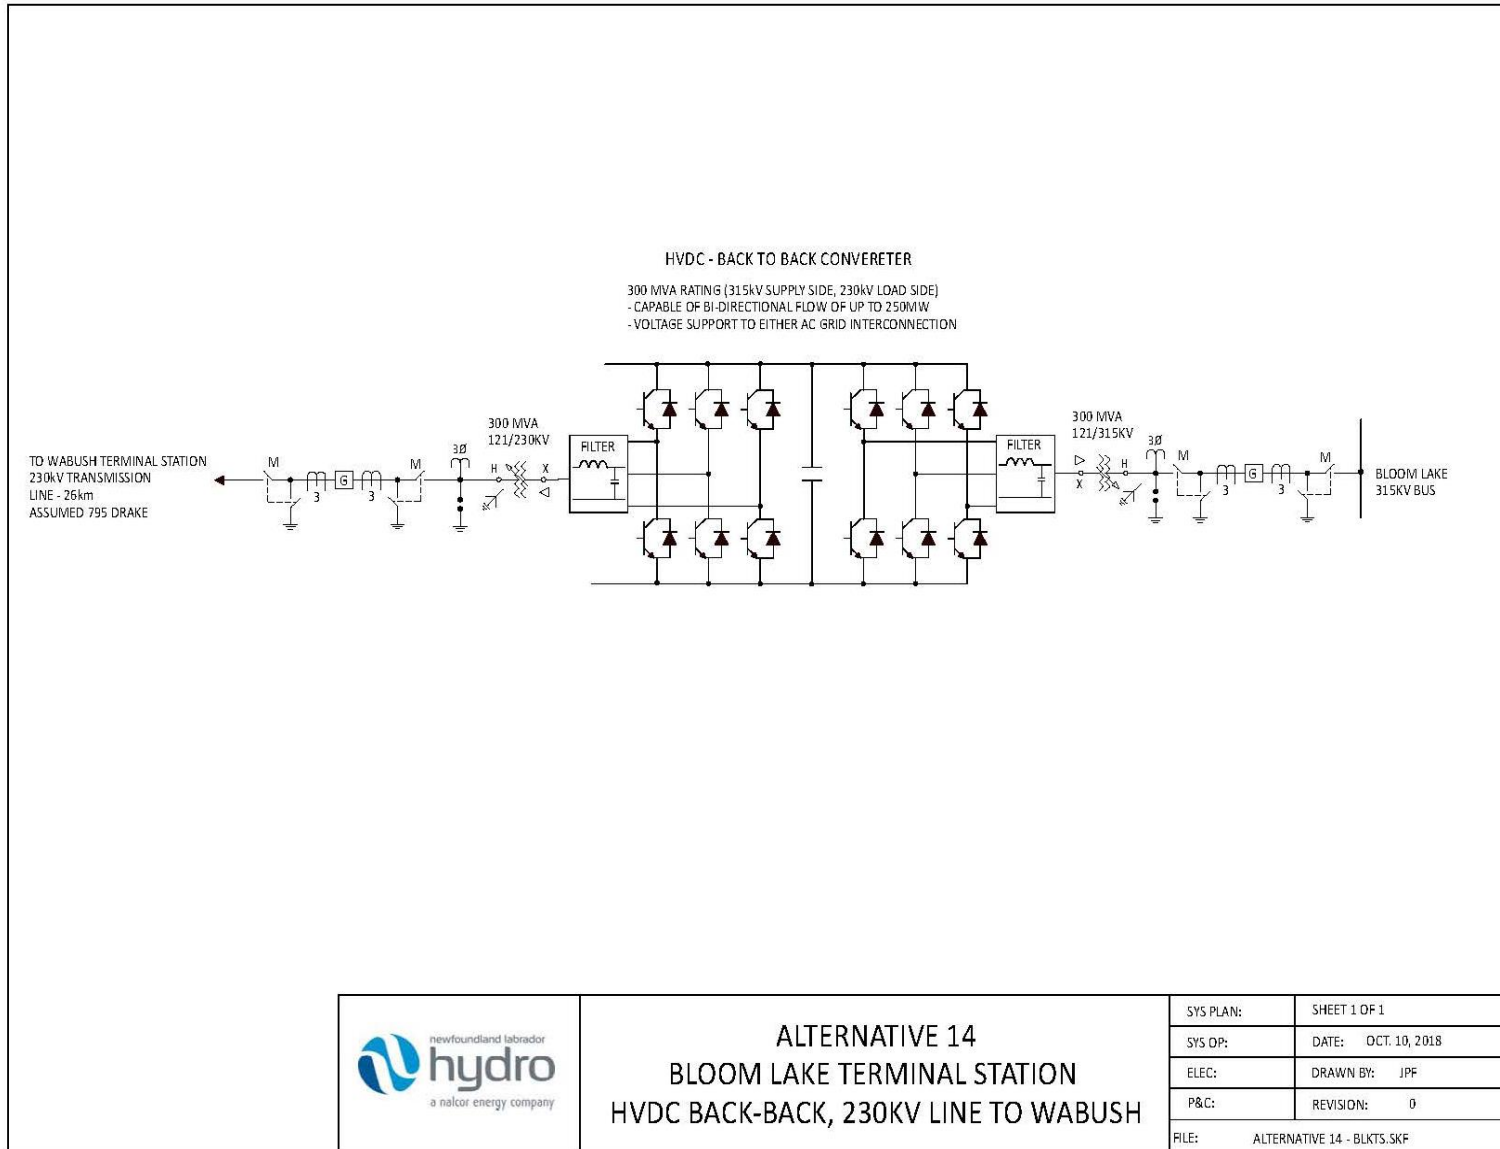 HVDC - BACK TO BACK CONVERETER
300 MVA RATING (315kV SUPPLY SIDE, 230kV LOAD SIDE)
- CAPABLE OF BI-DIRECTIONAL FLOW OF UP TO 250MW
- VOLTAGE SUPPORT TO EITHER AC GRID INTERCONNECTION
TO WABUSH TERMINAL STATION
230kV TRANSMISSION
LINE - 26km
ASSUMED 795 DRAKE
M
3
G
3
M
3Ø
300 MVA
121/230KV
H
X
FILTER
FILTER
300 MVA
121/315KV
X
H
3Ø
M
3
G
3
M
BLOOM LAKE
315KV BUS
newfoundland labrador
hydro
a nalcor energy company
ALTERNATIVE 14
BLOOM LAKE TERMINAL STATION
HVDC BACK-BACK, 230KV LINE TO WABUSH
SYS PLAN:
SHEET 1 OF 1
SYS OP:
DATE: OCT. 10, 2018
ELEC:
DRAWN BY: JPF
P&C:
REVISION: 0
FILE: ALTERNATIVE 14 - BLKTS.SKF